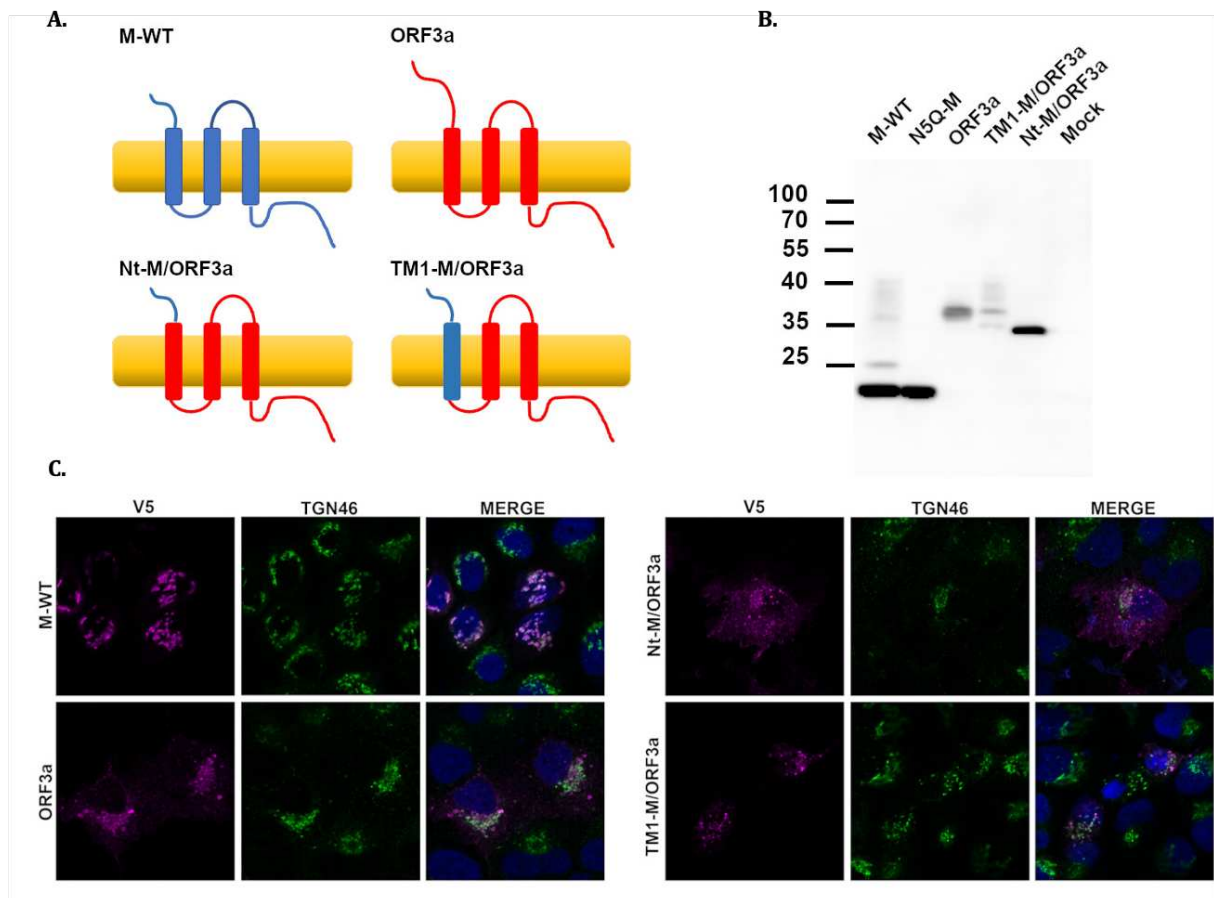 A.
M-WT
ORF3a
Nt-M/ORF3a
TM1-M/ORF3a
B.
M-WT
N5Q-M
ORF3a
TM1-M/ORF3a
Nt-M/ORF3a
Mock
100
70
55
40
35
25
C.
V5 TGN46 MERGE
M-WT
ORF3a
V5 TGN46 MERGE
Nt-M/ORF3a
TM1-M/ORF3a